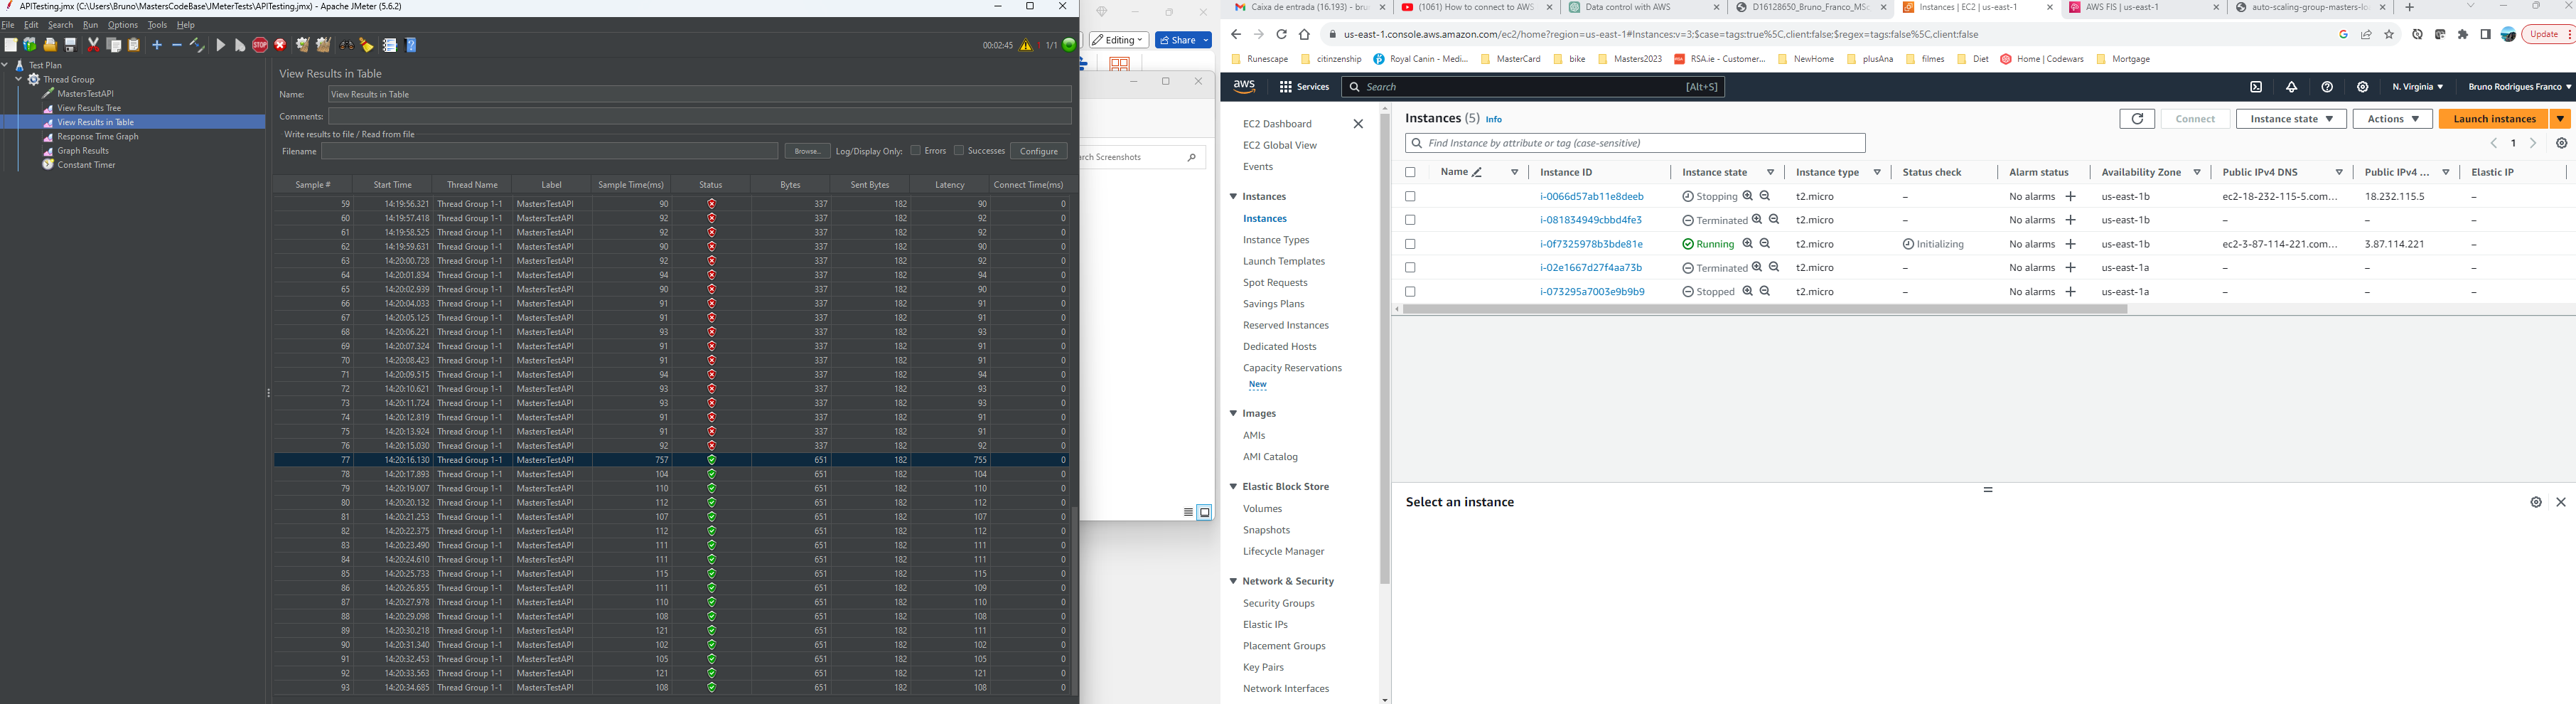 APITesting.jmx (C:\Users\Bruno\MastersCodeBase\JMeterTests\APITesting.jmx) - Apache JMeter (5.6.2)
File Edit Search Run Options Tools Help
00:02:45 1 1/1
Test Plan
Thread Group
MastersTestAPI
View Results Tree
View Results in Table
Response Time Graph
Graph Results
Constant Timer
View Results in Table
Name: View Results in Table
Comments:
Write results to file / Read from file
Filename Browse... Log/Display Only: Errors Successes Configure
Sample # Start Time Thread Name Label Sample Time(ms) Status Bytes Sent Bytes Latency Connect Time(ms)
59 14:19:56.321 Thread Group 1-1 MastersTestAPI 90 337 182 90 0
60 14:19:57.418 Thread Group 1-1 MastersTestAPI 92 337 182 92 0
61 14:19:58.525 Thread Group 1-1 MastersTestAPI 92 337 182 92 0
62 14:19:59.631 Thread Group 1-1 MastersTestAPI 90 337 182 90 0
63 14:20:00.728 Thread Group 1-1 MastersTestAPI 92 337 182 92 0
64 14:20:01.834 Thread Group 1-1 MastersTestAPI 94 337 182 94 0
65 14:20:02.939 Thread Group 1-1 MastersTestAPI 90 337 182 90 0
66 14:20:04.033 Thread Group 1-1 MastersTestAPI 91 337 182 91 0
67 14:20:05.125 Thread Group 1-1 MastersTestAPI 91 337 182 91 0
68 14:20:06.221 Thread Group 1-1 MastersTestAPI 93 337 182 93 0
69 14:20:07.324 Thread Group 1-1 MastersTestAPI 91 337 182 91 0
70 14:20:08.423 Thread Group 1-1 MastersTestAPI 91 337 182 91 0
71 14:20:09.515 Thread Group 1-1 MastersTestAPI 94 337 182 94 0
72 14:20:10.621 Thread Group 1-1 MastersTestAPI 93 337 182 93 0
73 14:20:11.724 Thread Group 1-1 MastersTestAPI 93 337 182 93 0
74 14:20:12.819 Thread Group 1-1 MastersTestAPI 91 337 182 91 0
75 14:20:13.924 Thread Group 1-1 MastersTestAPI 91 337 182 91 0
76 14:20:15.030 Thread Group 1-1 MastersTestAPI 92 337 182 92 0
77 14:20:16.130 Thread Group 1-1 MastersTestAPI 757 651 182 755 0
78 14:20:17.893 Thread Group 1-1 MastersTestAPI 104 651 182 104 0
79 14:20:19.007 Thread Group 1-1 MastersTestAPI 110 651 182 110 0
80 14:20:20.132 Thread Group 1-1 MastersTestAPI 112 651 182 112 0
81 14:20:21.253 Thread Group 1-1 MastersTestAPI 107 651 182 107 0
82 14:20:22.375 Thread Group 1-1 MastersTestAPI 112 651 182 112 0
83 14:20:23.490 Thread Group 1-1 MastersTestAPI 111 651 182 111 0
84 14:20:24.610 Thread Group 1-1 MastersTestAPI 111 651 182 111 0
85 14:20:25.733 Thread Group 1-1 MastersTestAPI 115 651 182 115 0
86 14:20:26.855 Thread Group 1-1 MastersTestAPI 111 651 182 109 0
87 14:20:27.978 Thread Group 1-1 MastersTestAPI 110 651 182 110 0
88 14:20:29.098 Thread Group 1-1 MastersTestAPI 108 651 182 108 0
89 14:20:30.218 Thread Group 1-1 MastersTestAPI 121 651 182 111 0
90 14:20:31.340 Thread Group 1-1 MastersTestAPI 102 651 182 102 0
91 14:20:32.453 Thread Group 1-1 MastersTestAPI 105 651 182 105 0
92 14:20:33.563 Thread Group 1-1 MastersTestAPI 121 651 182 121 0
93 14:20:34.685 Thread Group 1-1 MastersTestAPI 108 651 182 108 0
Editing Share
rch Screenshots
Caixa de entrada (16.193) - bru (1061) How to connect to AWS Data control with AWS D16128650_Bruno_Franco_MSc Instances | EC2 | us-east-1 AWS FIS | us-east-1 auto-scaling-group-masters-lo
us-east-1.console.aws.amazon.com/ec2/home?region=us-east-1#Instances:v=3;$case=tags:true%5C,client:false;$regex=tags:false%5C,client:false Update
Runescape citinzenship Royal Canin - Medi... MasterCard bike Masters2023 RSA.ie - Customer... NewHome plusAna filmes Diet Home | Codewars Mortgage
aws Services Search [Alt+S] N. Virginia Bruno Rodrigues Franco
EC2 Dashboard
EC2 Global View
Events
Instances
Instances
Instance Types
Launch Templates
Spot Requests
Savings Plans
Reserved Instances
Dedicated Hosts
Capacity Reservations
New
Images
AMIs
AMI Catalog
Elastic Block Store
Volumes
Snapshots
Lifecycle Manager
Network & Security
Security Groups
Elastic IPs
Placement Groups
Key Pairs
Network Interfaces
Instances (5) Info Connect Instance state Actions Launch instances
Find Instance by attribute or tag (case-sensitive) 1
Name Instance ID Instance state Instance type Status check Alarm status Availability Zone Public IPv4 DNS Public IPv4 ... Elastic IP
i-0066d57ab11e8deeb Stopping t2.micro – No alarms + us-east-1b ec2-18-232-115-5.com... 18.232.115.5 –
i-081834949cbbd4fe3 Terminated t2.micro – No alarms + us-east-1b – – –
i-0f7325978b3bde81e Running t2.micro Initializing No alarms + us-east-1b ec2-3-87-114-221.com... 3.87.114.221 –
i-02e1667d27f4aa73b Terminated t2.micro – No alarms + us-east-1a – – –
i-073295a7003e9b9b9 Stopped t2.micro – No alarms + us-east-1a – – –
Select an instance